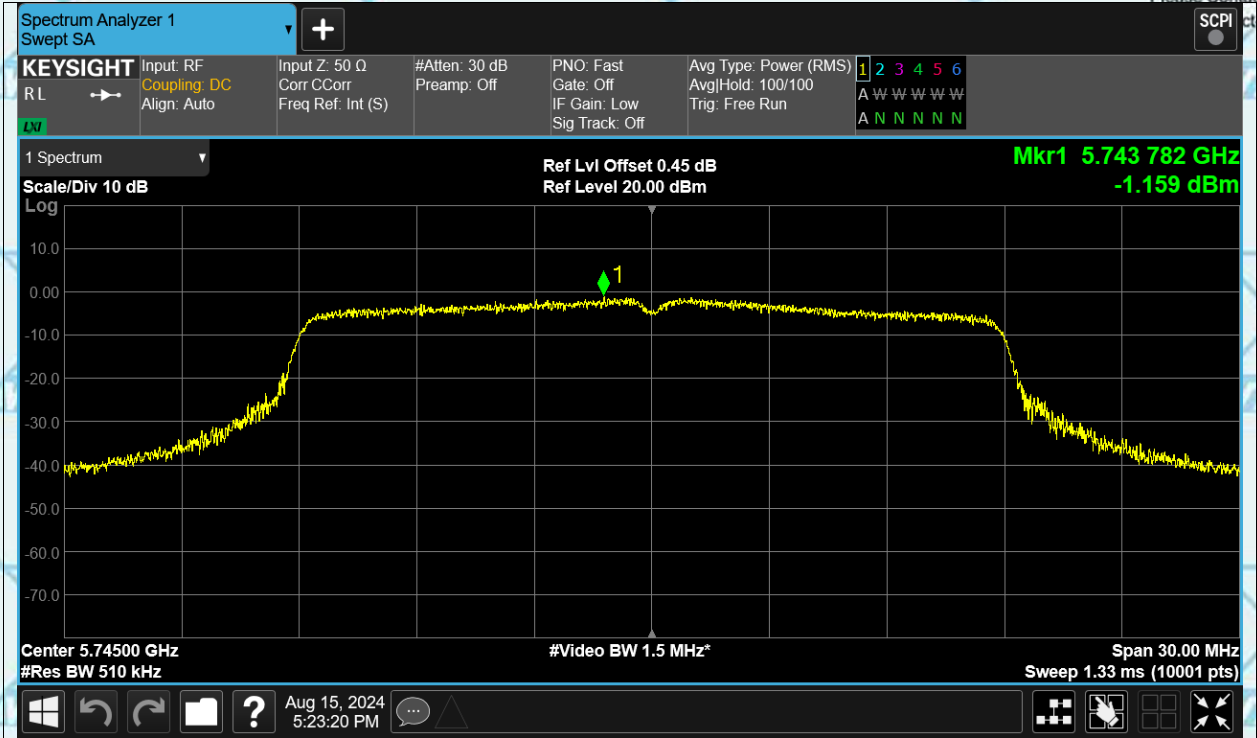 Spectrum Analyzer 1
Swept SA
SCPI
KEYSIGHT
R L
LXI
Input: RF
Coupling: DC
Align: Auto
Input Z: 50 Ω
Corr CCorr
Freq Ref: Int (S)
#Atten: 30 dB
Preamp: Off
PNO: Fast
Gate: Off
IF Gain: Low
Sig Track: Off
Avg Type: Power (RMS)
Avg|Hold: 100/100
Trig: Free Run
1 2 3 4 5 6
A W W W W W
A N N N N N
1 Spectrum
Scale/Div 10 dB
Log
Ref Lvl Offset 0.45 dB
Ref Level 20.00 dBm
Mkr1 5.743 782 GHz
-1.159 dBm
1
10.0
0.00
-10.0
-20.0
-30.0
-40.0
-50.0
-60.0
-70.0
Center 5.74500 GHz
#Video BW 1.5 MHz*
Span 30.00 MHz
#Res BW 510 kHz
Sweep 1.33 ms (10001 pts)
?
Aug 15, 2024
5:23:20 PM